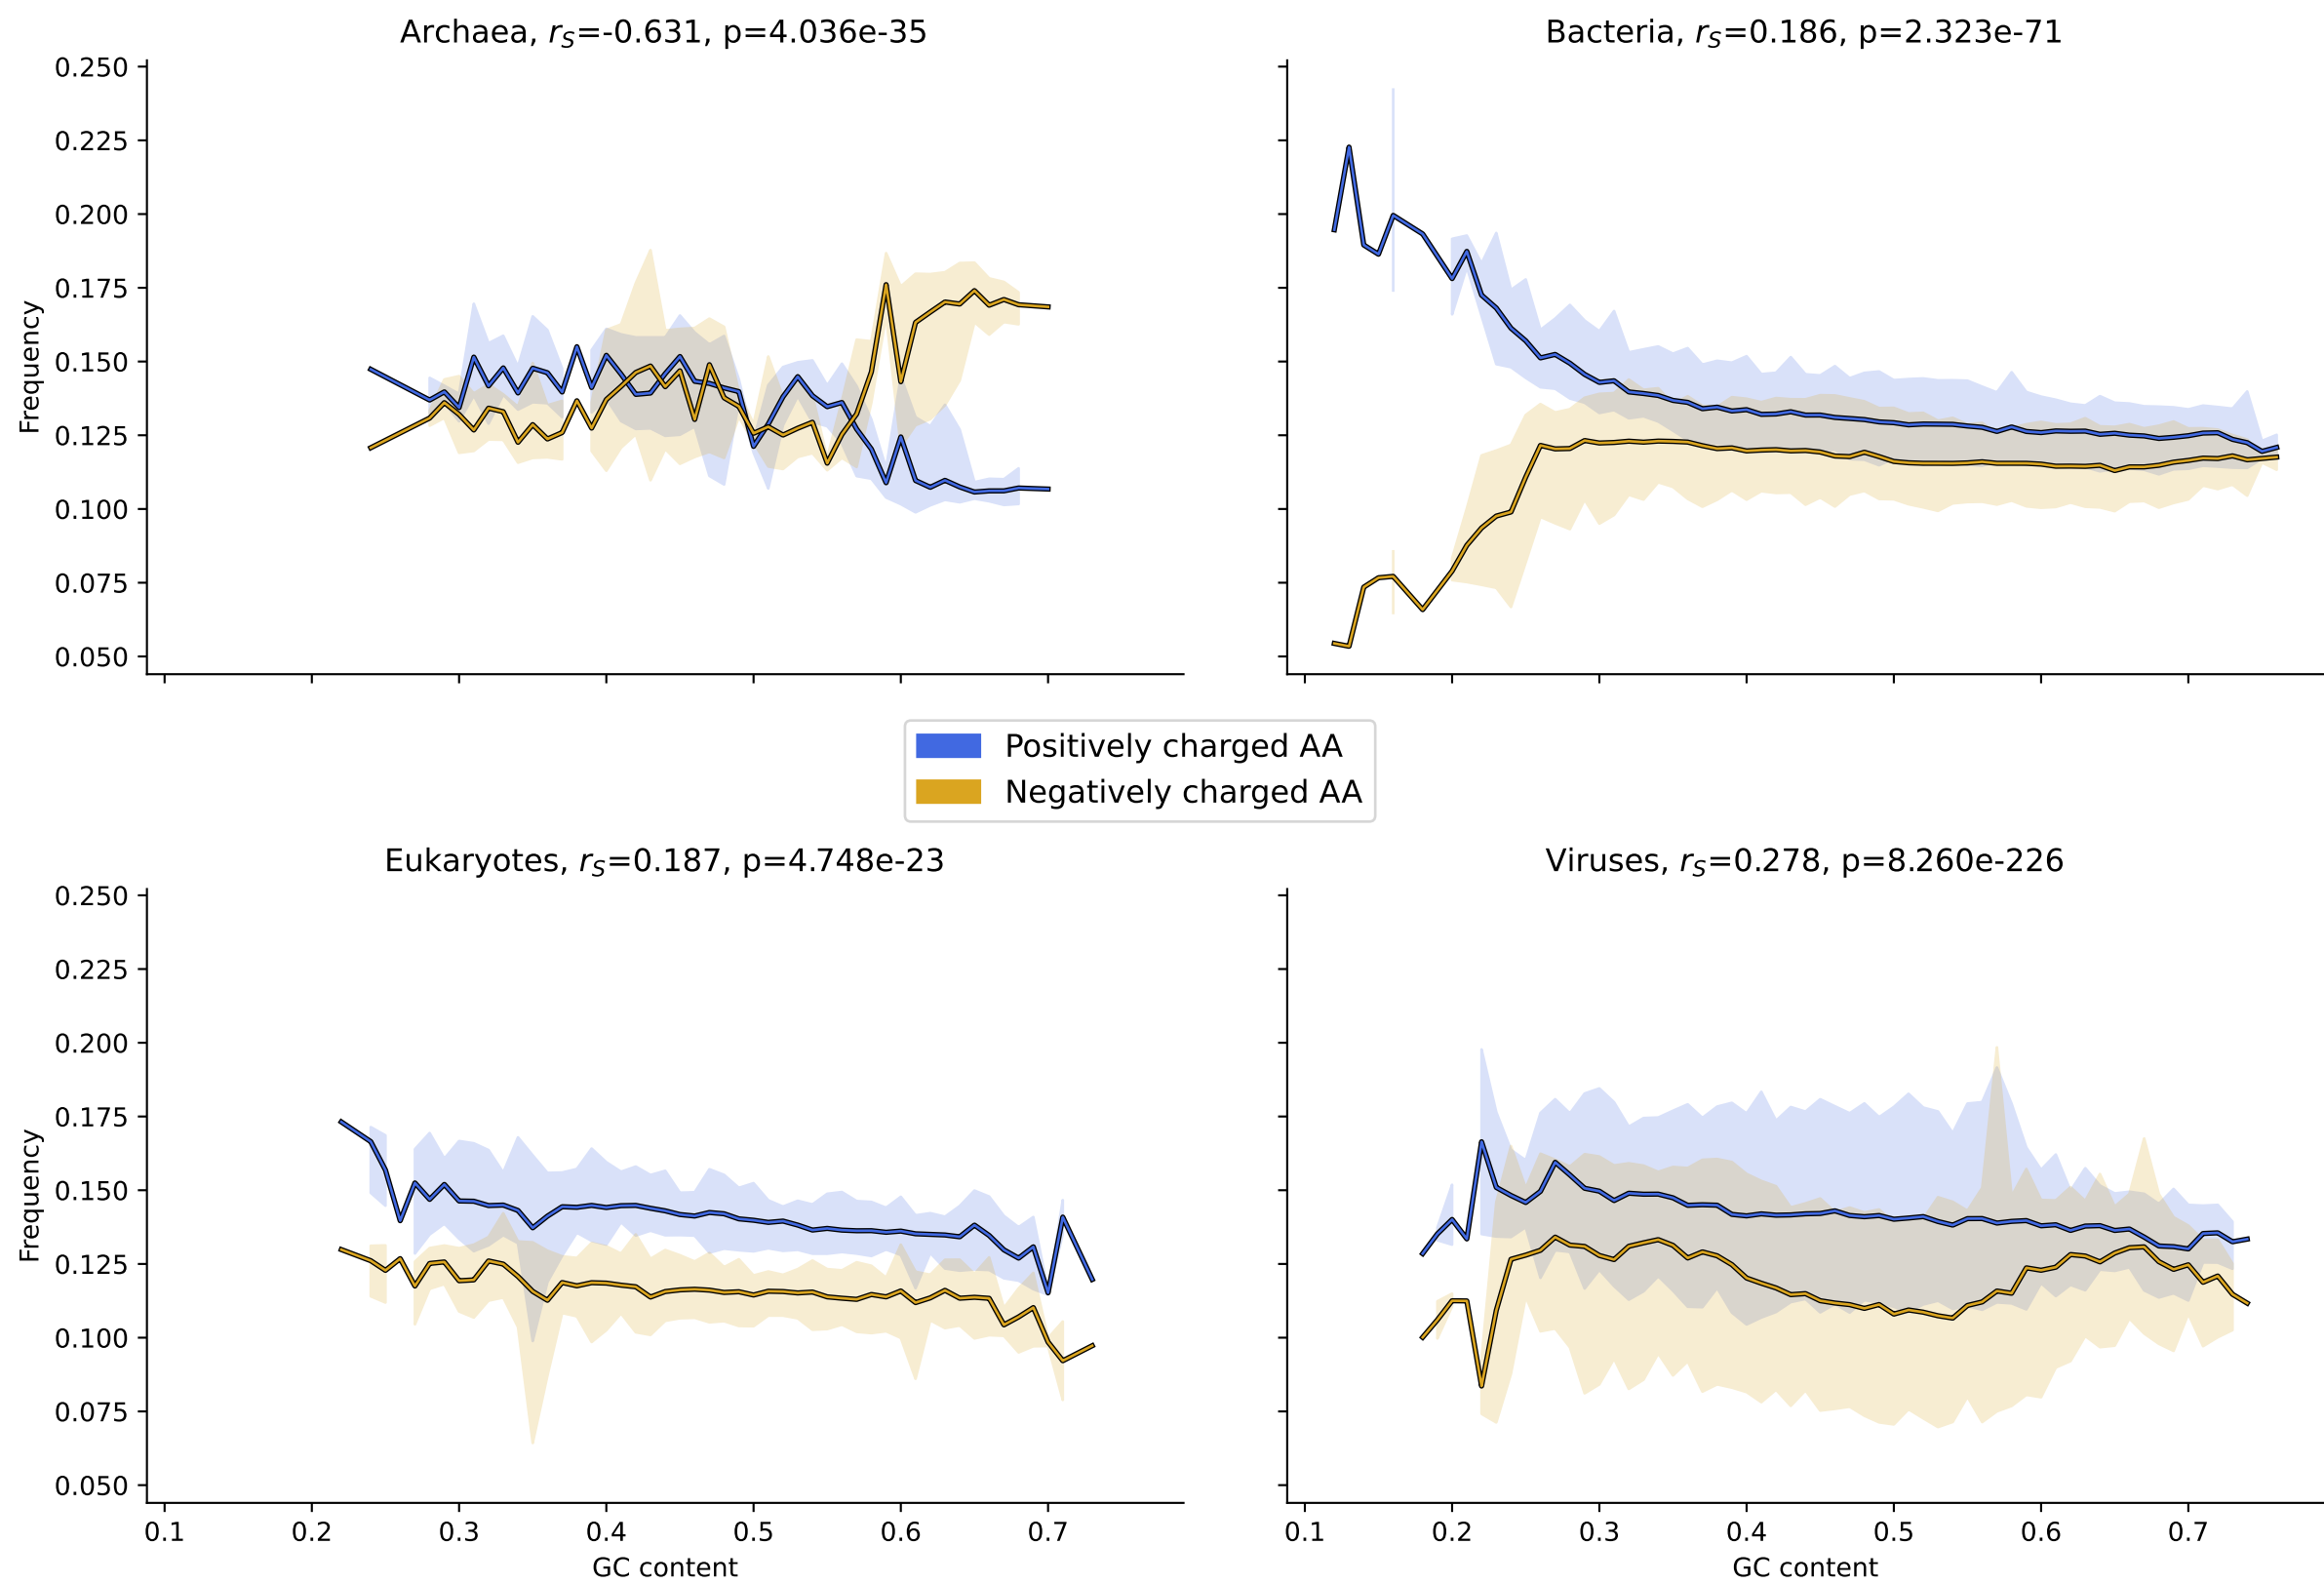 Archaea, rS=-0.631, p=4.036e-35
Bacteria, rS=0.186, p=2.323e-71
0.250
0.225
0.200
0.175
0.150
0.125
0.100
0.075
0.050
Frequency
Positively charged AA
Negatively charged AA
Eukaryotes, rS=0.187, p=4.748e-23
Viruses, rS=0.278, p=8.260e-226
0.250
0.225
0.200
0.175
0.150
0.125
0.100
0.075
0.050
Frequency
0.1 0.2 0.3 0.4 0.5 0.6 0.7
0.1 0.2 0.3 0.4 0.5 0.6 0.7
GC content
GC content